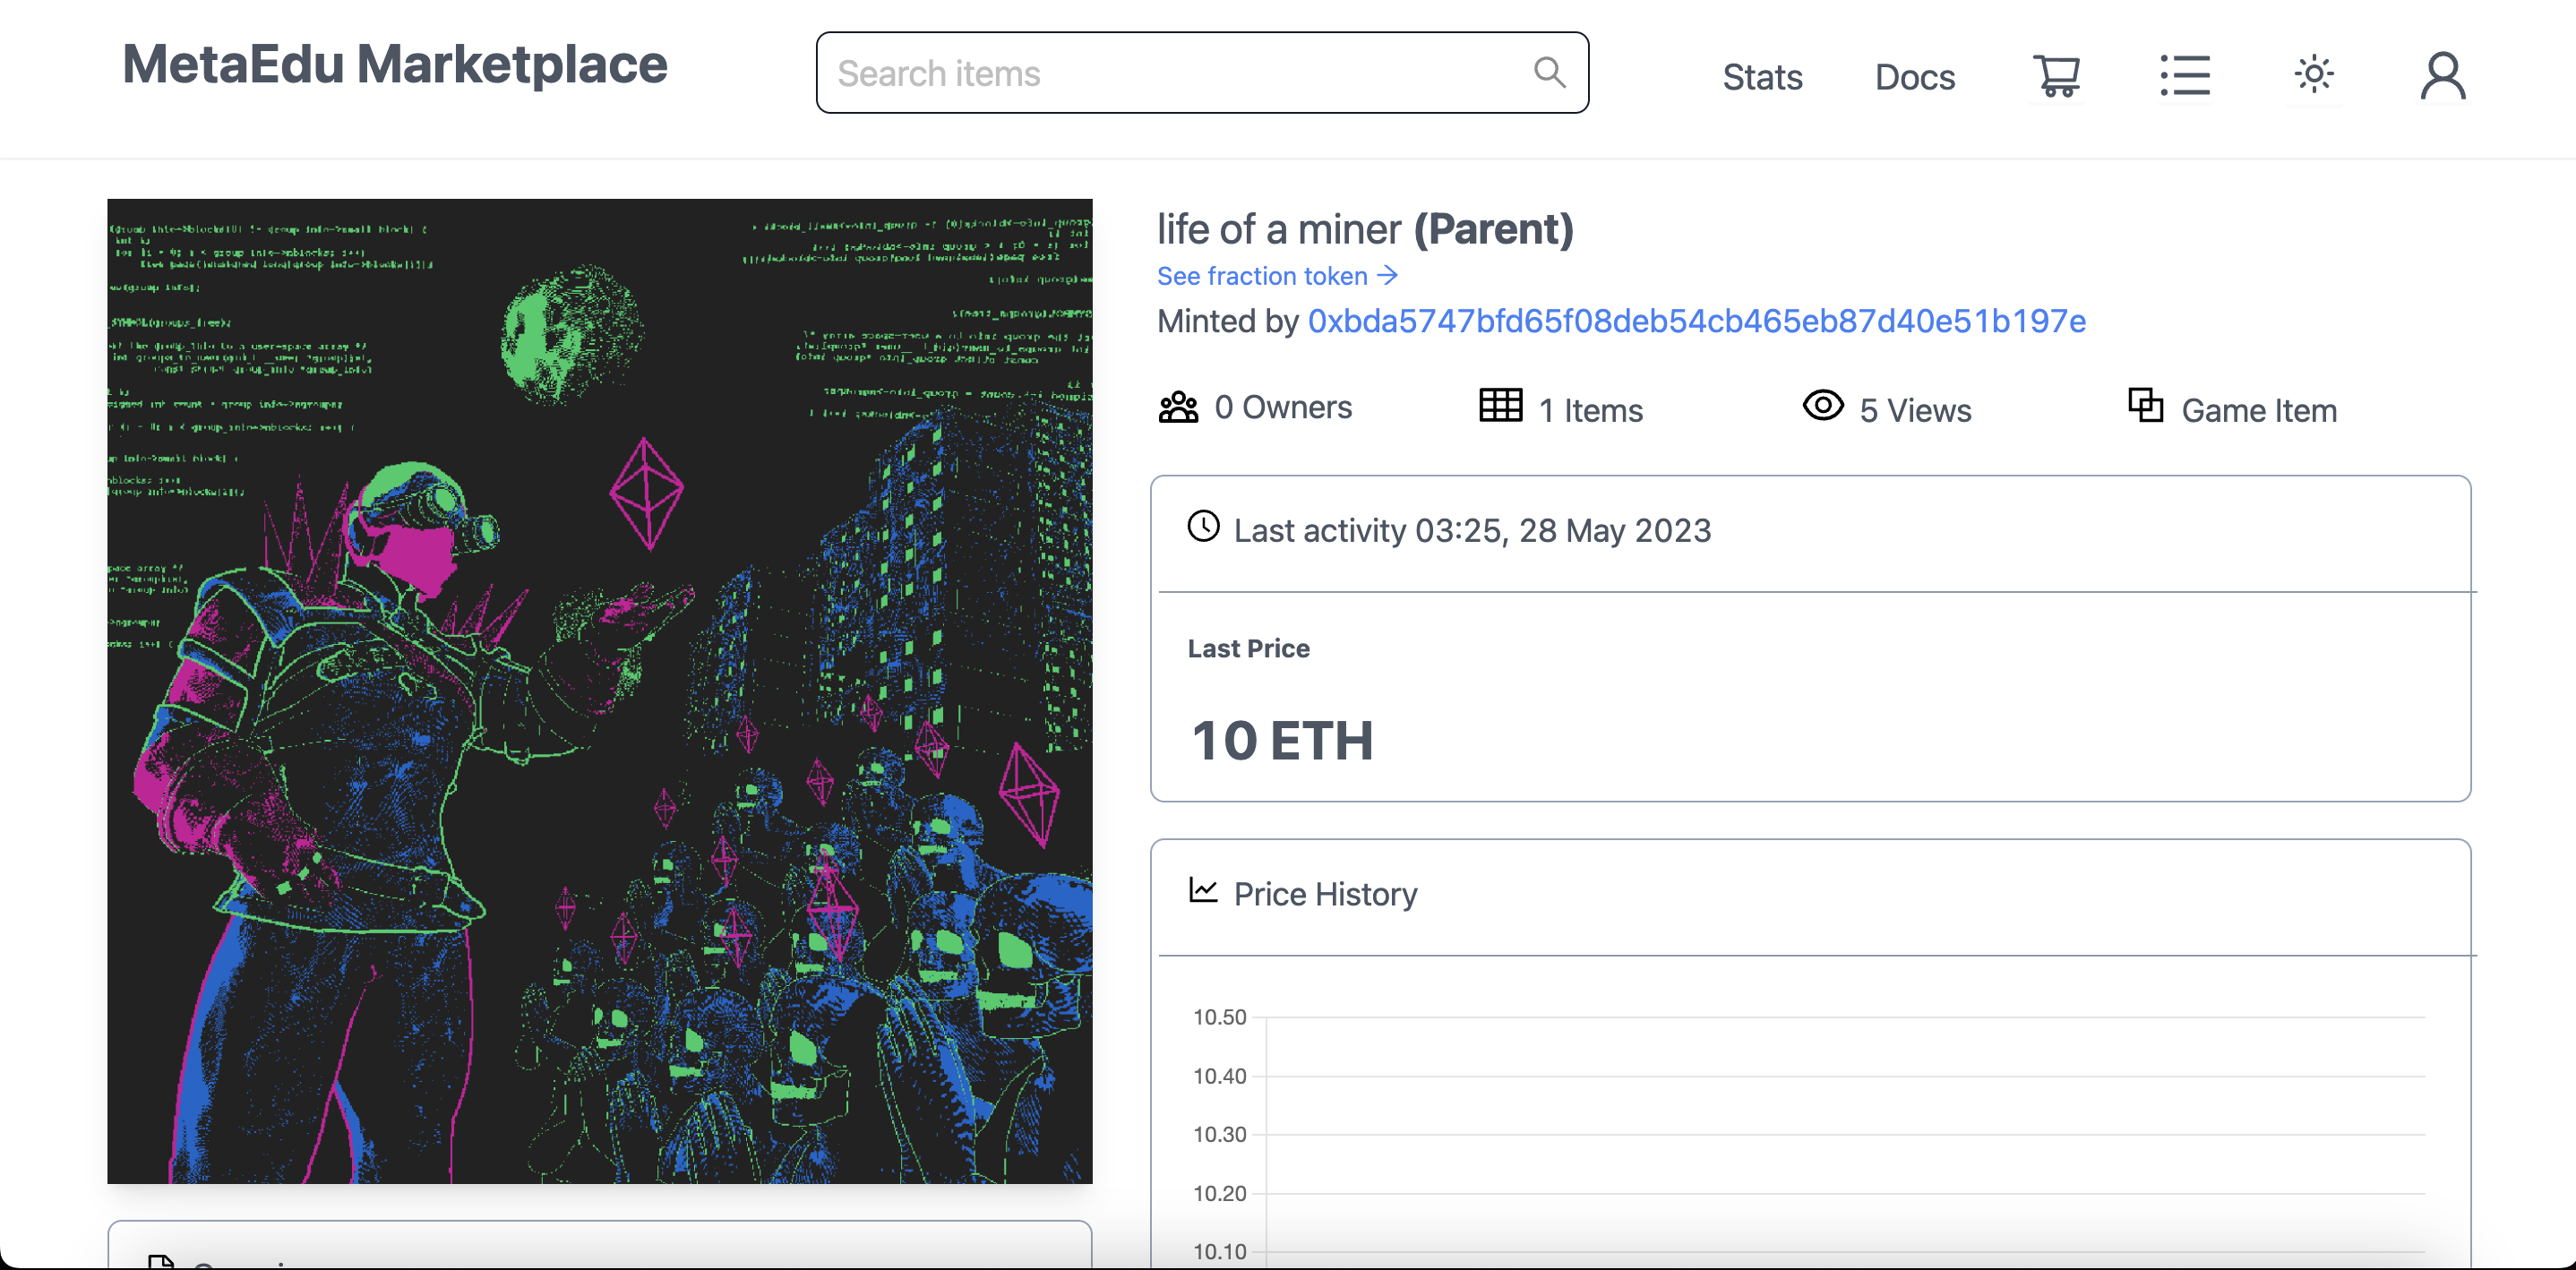 MetaEdu Marketplace
Search items
Stats
Docs
life of a miner (Parent)
See fraction token →
Minted by 0xbda5747bfd65f08deb54cb465eb87d40e51b197e
0 Owners
1 Items
5 Views
Game Item
Last activity 03:25, 28 May 2023
Last Price
10 ETH
Price History
10.50
10.40
10.30
10.20
10.10